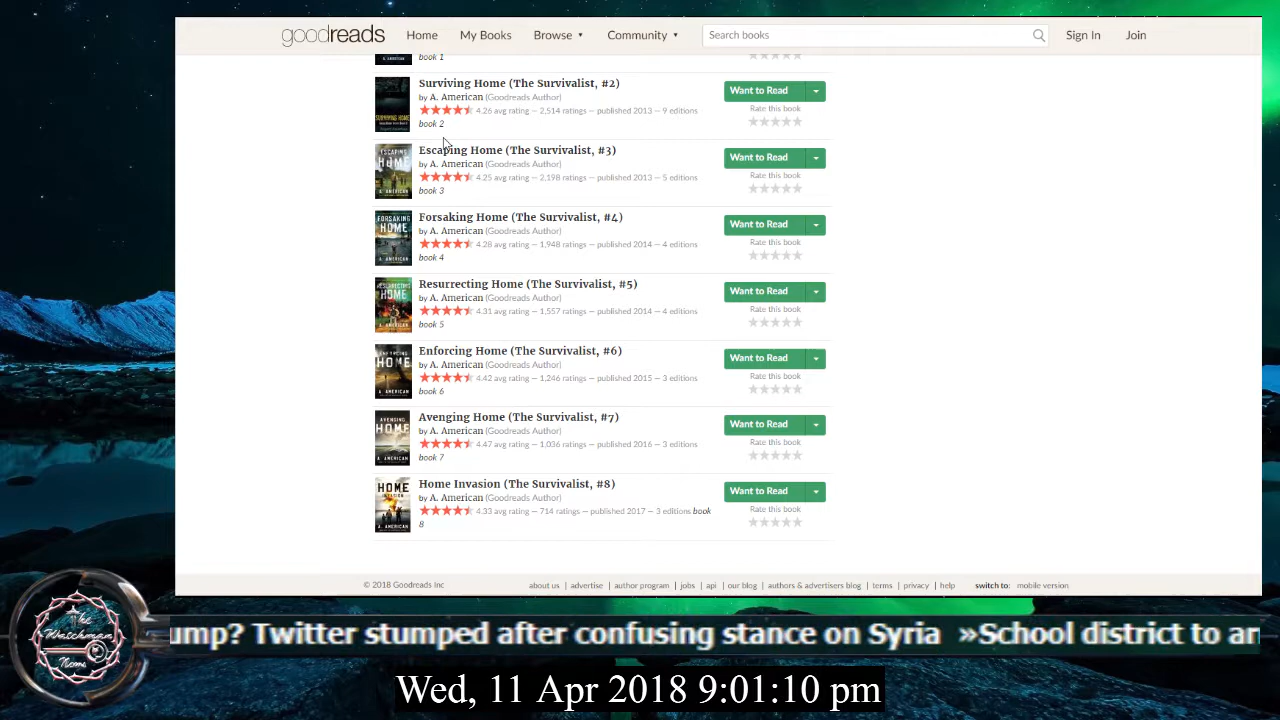 goodreads Home My Books Browse ▾ Community ▾ Search books Sign In Join
book 1
Surviving Home (The Survivalist, #2)
by A. American (Goodreads Author)
4.26 avg rating — 2,514 ratings — published 2013 — 9 editions
book 2
Want to Read
Rate this book
Escaping Home (The Survivalist, #3)
by A. American (Goodreads Author)
4.25 avg rating — 2,198 ratings — published 2013 — 5 editions
book 3
Want to Read
Rate this book
Forsaking Home (The Survivalist, #4)
by A. American (Goodreads Author)
4.28 avg rating — 1,948 ratings — published 2014 — 4 editions
book 4
Want to Read
Rate this book
Resurrecting Home (The Survivalist, #5)
by A. American (Goodreads Author)
4.31 avg rating — 1,557 ratings — published 2014 — 4 editions
book 5
Want to Read
Rate this book
Enforcing Home (The Survivalist, #6)
by A. American (Goodreads Author)
4.42 avg rating — 1,246 ratings — published 2015 — 3 editions
book 6
Want to Read
Rate this book
Avenging Home (The Survivalist, #7)
by A. American (Goodreads Author)
4.47 avg rating — 1,036 ratings — published 2016 — 3 editions
book 7
Want to Read
Rate this book
Home Invasion (The Survivalist, #8)
by A. American (Goodreads Author)
4.33 avg rating — 714 ratings — published 2017 — 3 editions book
8
Want to Read
Rate this book
© 2018 Goodreads Inc about us | advertise | author program | jobs | api | our blog | authors & advertisers blog | terms | privacy | help switch to: mobile version
The
Watchman
ump? Twitter stumped after confusing stance on Syria »School district to ar
Wed, 11 Apr 2018 9:01:10 pm